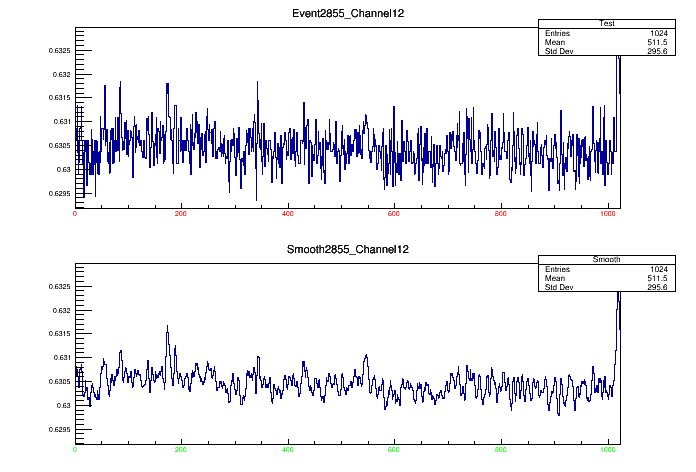 Event2855_Channel12
Test
Entries 1024
Mean 511.5
Std Dev 295.6
0.6325
0.632
0.6315
0.631
0.6305
0.63
0.6295
0 200 400 600 800 1000
Smooth2855_Channel12
Smooth
Entries 1024
Mean 511.5
Std Dev 295.6
0.6325
0.632
0.6315
0.631
0.6305
0.63
0.6295
0 200 400 600 800 1000